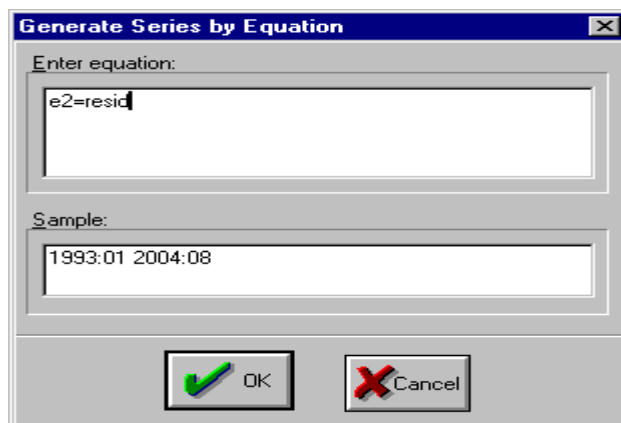 Generate Series by Equation
Enter equation:
e2=resid
Sample:
1993:01 2004:08
OK
Cancel